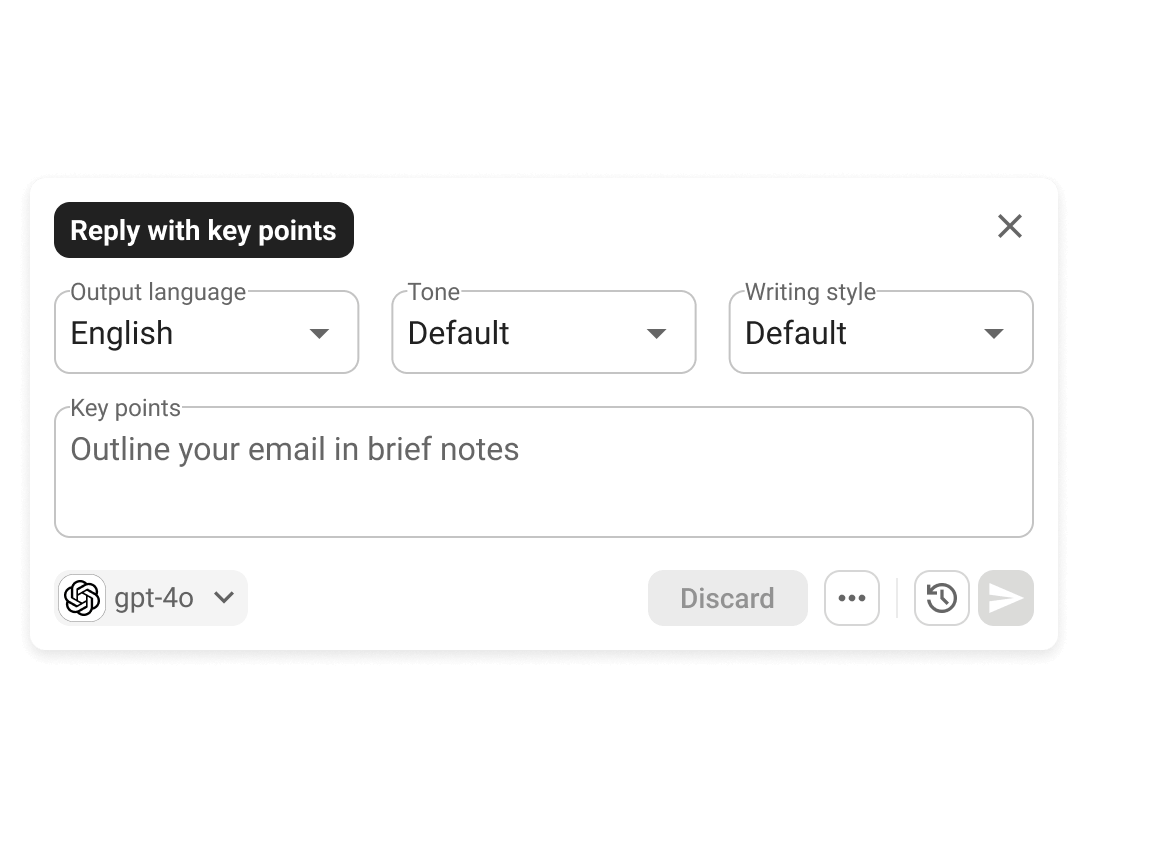 Reply with key points
Output language
English
Tone
Default
Writing style
Default
Key points
Outline your email in brief notes
gpt-4o
Discard